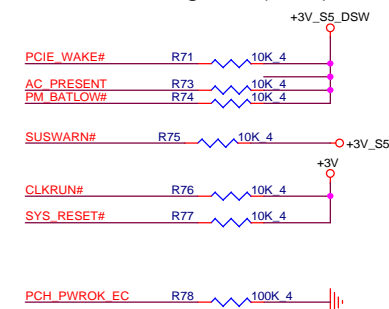 +3V_S5_DSW
PCIE_WAKE# R71 10K_4
AC_PRESENT R73 10K_4
PM_BATLOW# R74 10K_4
SUSWARN# R75 10K_4 +3V_S5
+3V
CLKRUN# R76 10K_4
SYS_RESET# R77 10K_4
PCH_PWROK_EC R78 100K_4